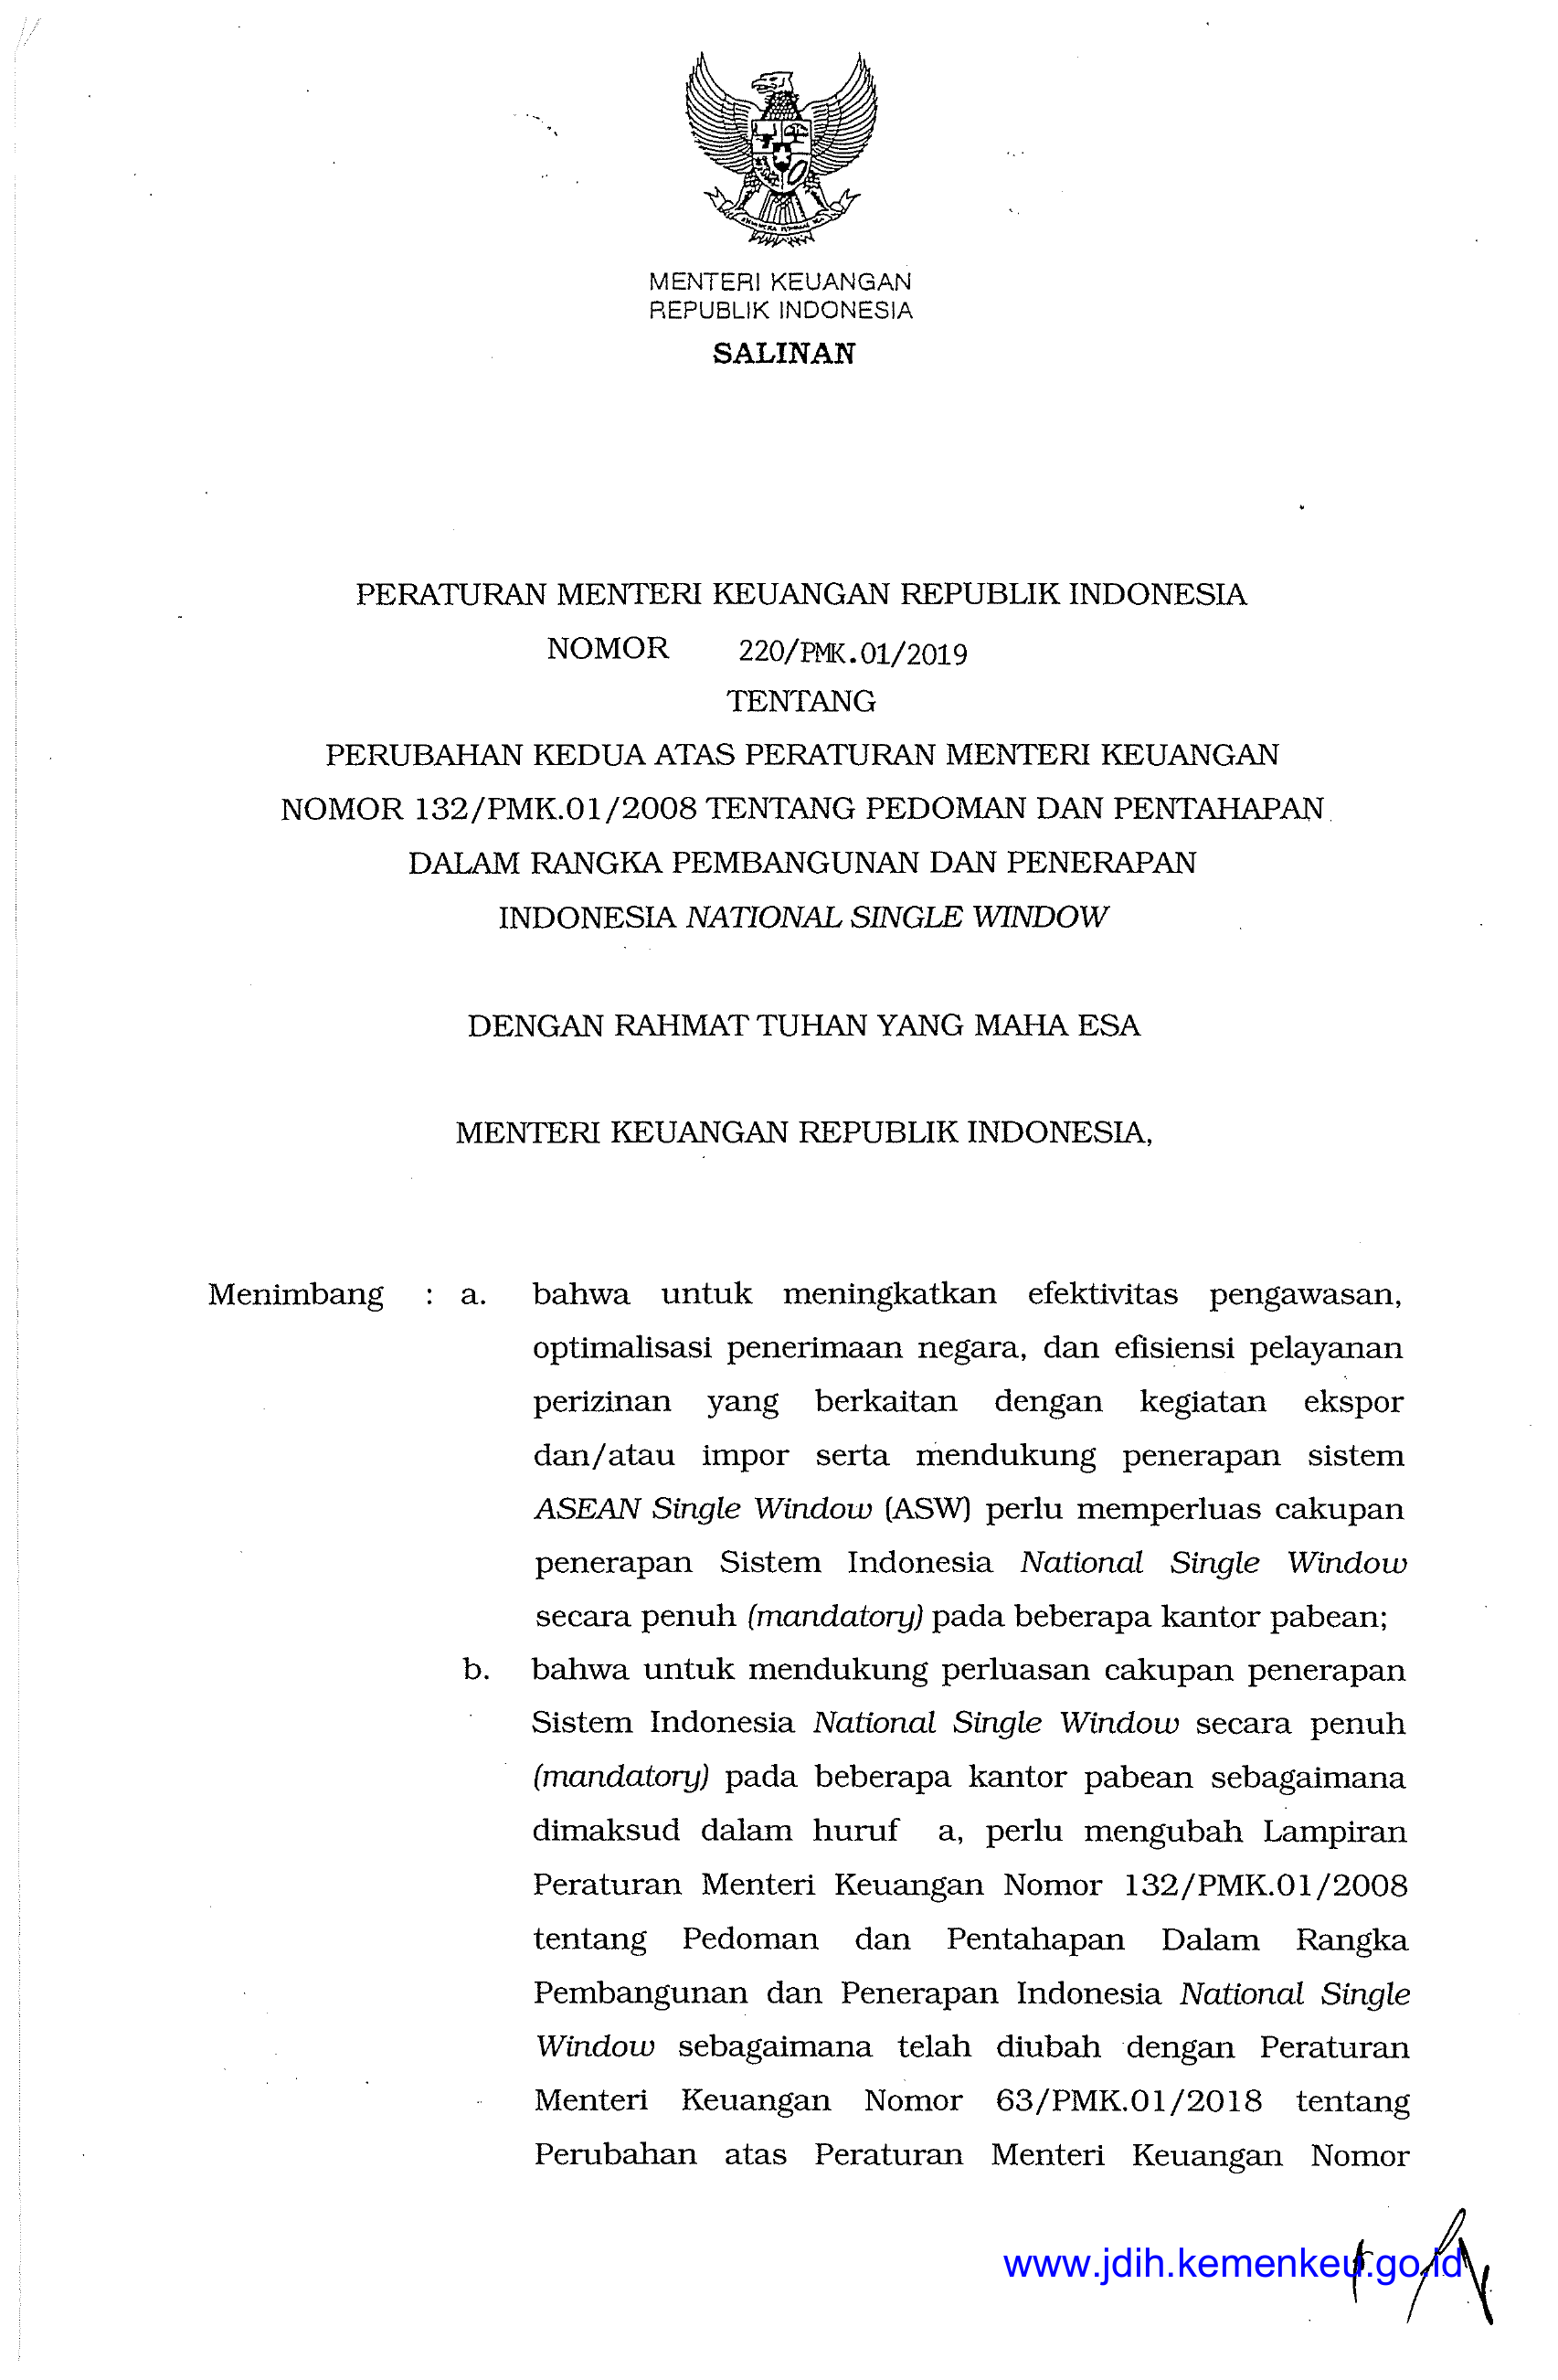 MENTERI KEUANGAN
REPUBLIK INDONESIA
SALINAN
PERATURAN MENTERI KEUANGAN REPUBLIK INDONESIA
NOMOR 220/PMK.01/2019
TENTANG
PERUBAHAN KEDUA ATAS PERATURAN MENTERI KEUANGAN
NOMOR 132/PMK.01/2008 TENTANG PEDOMAN DAN PENTAHAPAN
DALAM RANGKA PEMBANGUNAN DAN PENERAPAN
INDONESIA NATIONAL SINGLE WINDOW
DENGAN RAHMAT TUHAN YANG MAHA ESA
MENTERI KEUANGAN REPUBLIK INDONESIA,
Menimbang : a. bahwa untuk meningkatkan efektivitas pengawasan,
optimalisasi penerimaan negara, dan efisiensi pelayanan
perizinan yang berkaitan dengan kegiatan ekspor
dan/atau impor serta mendukung penerapan sistem
ASEAN Single Window (ASW) perlu memperluas cakupan
penerapan Sistem Indonesia National Single Window
secara penuh (mandatory) pada beberapa kantor pabean;
b. bahwa untuk mendukung perluasan cakupan penerapan
Sistem Indonesia National Single Window secara penuh
(mandatory) pada beberapa kantor pabean sebagaimana
dimaksud dalam huruf a, perlu mengubah Lampiran
Peraturan Menteri Keuangan Nomor 132/PMK.01/2008
tentang Pedoman dan Pentahapan Dalam Rangka
Pembangunan dan Penerapan Indonesia National Single
Window sebagaimana telah diubah dengan Peraturan
Menteri Keuangan Nomor 63/PMK.01/2018 tentang
Perubahan atas Peraturan Menteri Keuangan Nomor
www.jdih.kemenkeu.go.id